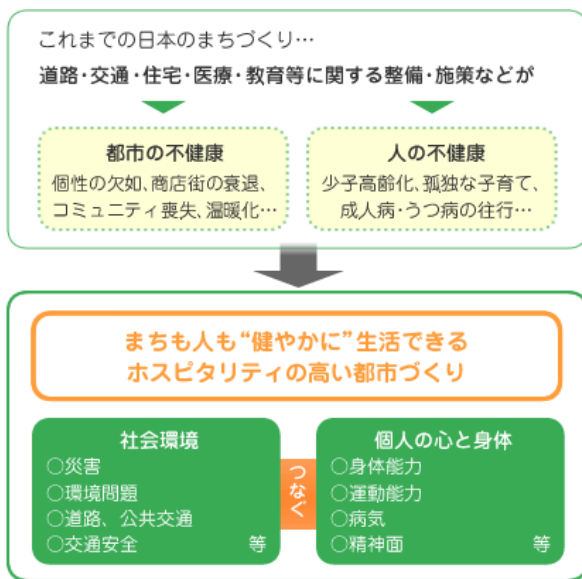 これまでの日本のまちづくり…
道路・交通・住宅・医療・教育等に関する整備・施策などが
都市の不健康
個性の欠如、商店街の衰退、
コミュニティ喪失、温暖化…
人の不健康
少子高齢化、孤独な子育て、
成人病・うつ病の往行…
まちも人も“健やかに”生活できる
ホスピタリティの高い都市づくり
社会環境
○災害
○環境問題
○道路、公共交通
○交通安全 等
つなぐ
個人の心と身体
○身体能力
○運動能力
○病気
○精神面 等